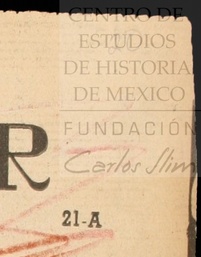 CENTRO DE
ESTUDIOS
DE HISTORIA
DE MEXICO
FUNDACIÓN
Carlos Slim
R
21-A